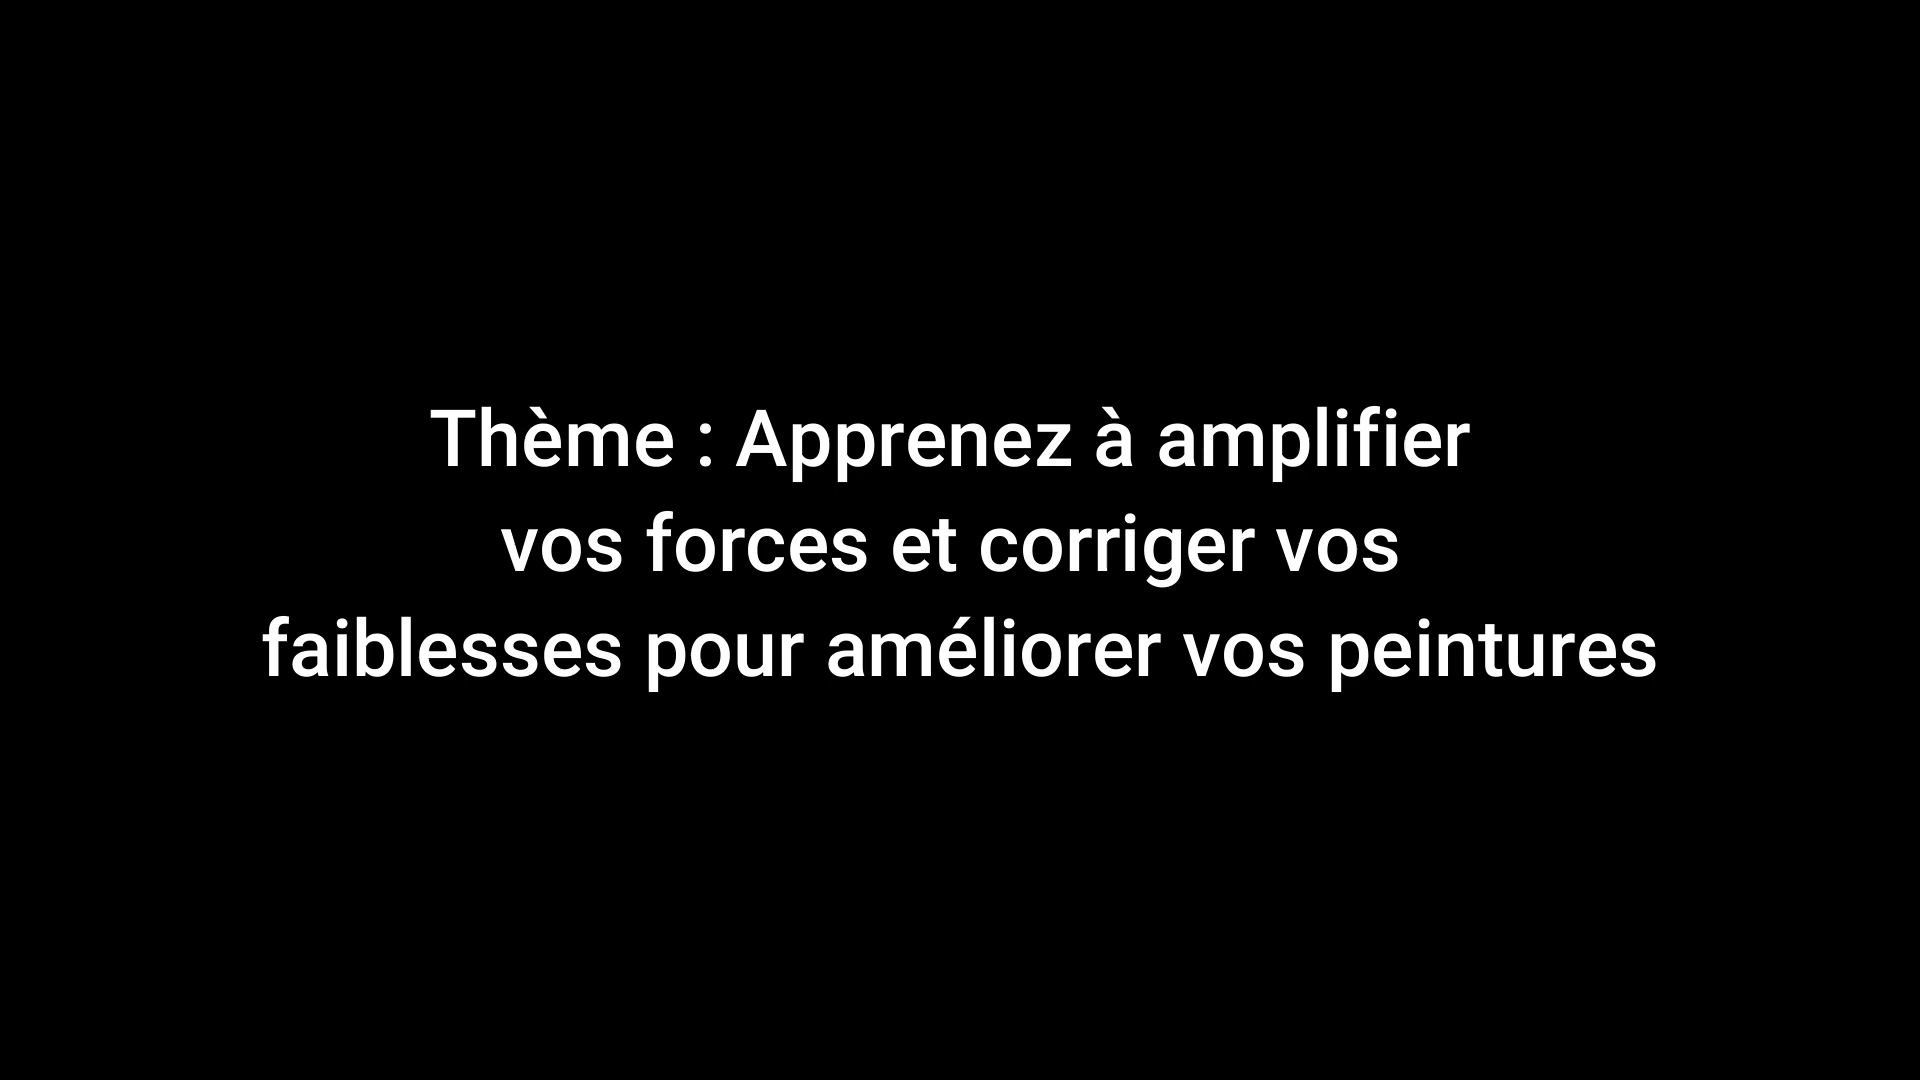 Thème : Apprenez à amplifier
vos forces et corriger vos
faiblesses pour améliorer vos peintures